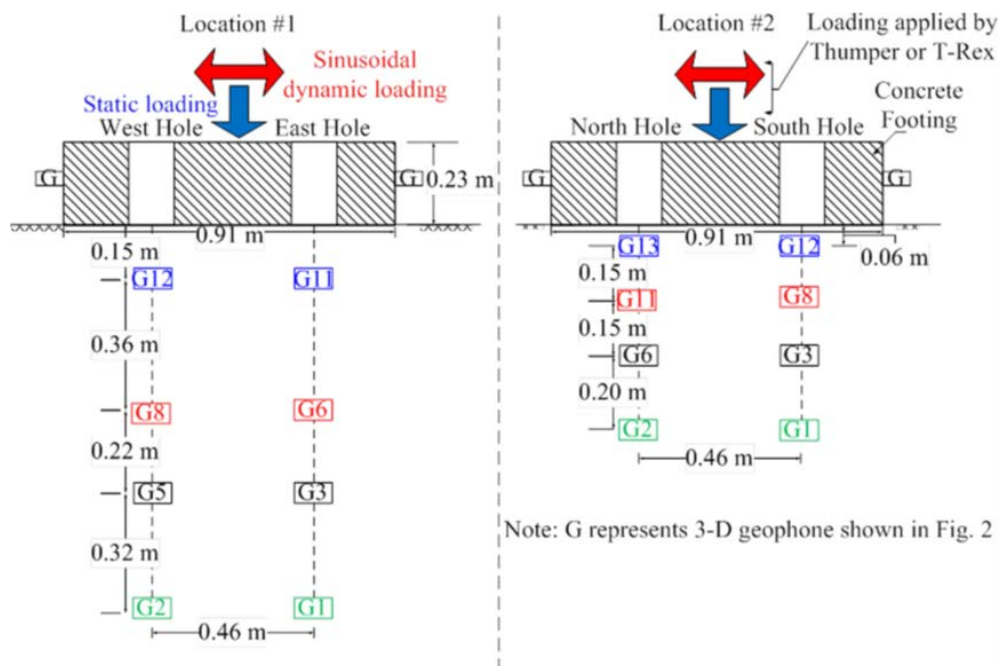 Location #1
Sinusoidal
dynamic loading
Static loading
West Hole
East Hole
G
G
0.23 m
0.91 m
0.15 m
G12
G11
0.36 m
G8
G6
0.22 m
G5
G3
0.32 m
G2
G1
0.46 m
Location #2
Loading applied by
Thumper or T-Rex
Concrete
Footing
North Hole
South Hole
G
G
0.91 m
G13
G12
0.06 m
0.15 m
G11
G8
0.15 m
G6
G3
0.20 m
G2
G1
0.46 m
Note: G represents 3-D geophone shown in Fig. 2